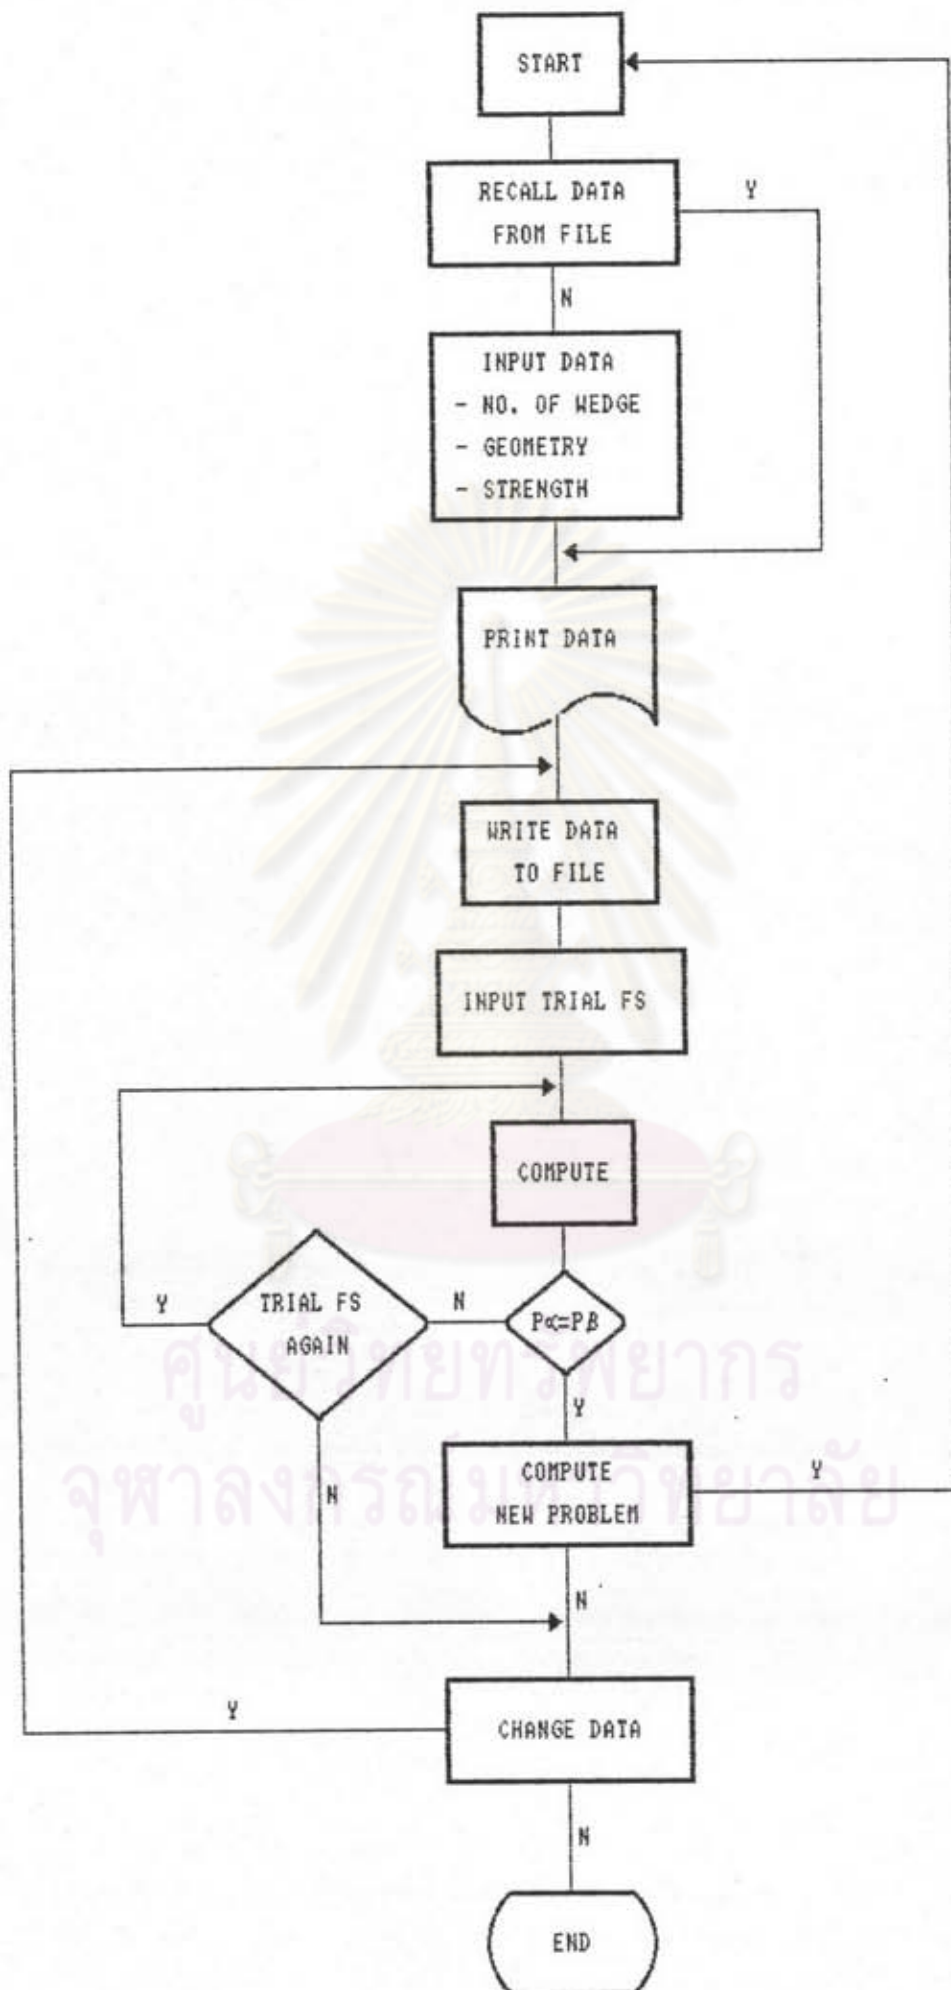 START
RECALL DATA
FROM FILE
Y
N
INPUT DATA
- NO. OF WEDGE
- GEOMETRY
- STRENGTH
PRINT DATA
WRITE DATA
TO FILE
INPUT TRIAL FS
COMPUTE
Y
TRIAL FS
AGAIN
N
Pα=Pβ
ศูนย์วิทยทรัพยากร
Y
N
COMPUTE
NEW PROBLEM
Y
จุฬาลงกรณ์มหาวิทยาลัย
N
Y
CHANGE DATA
N
END